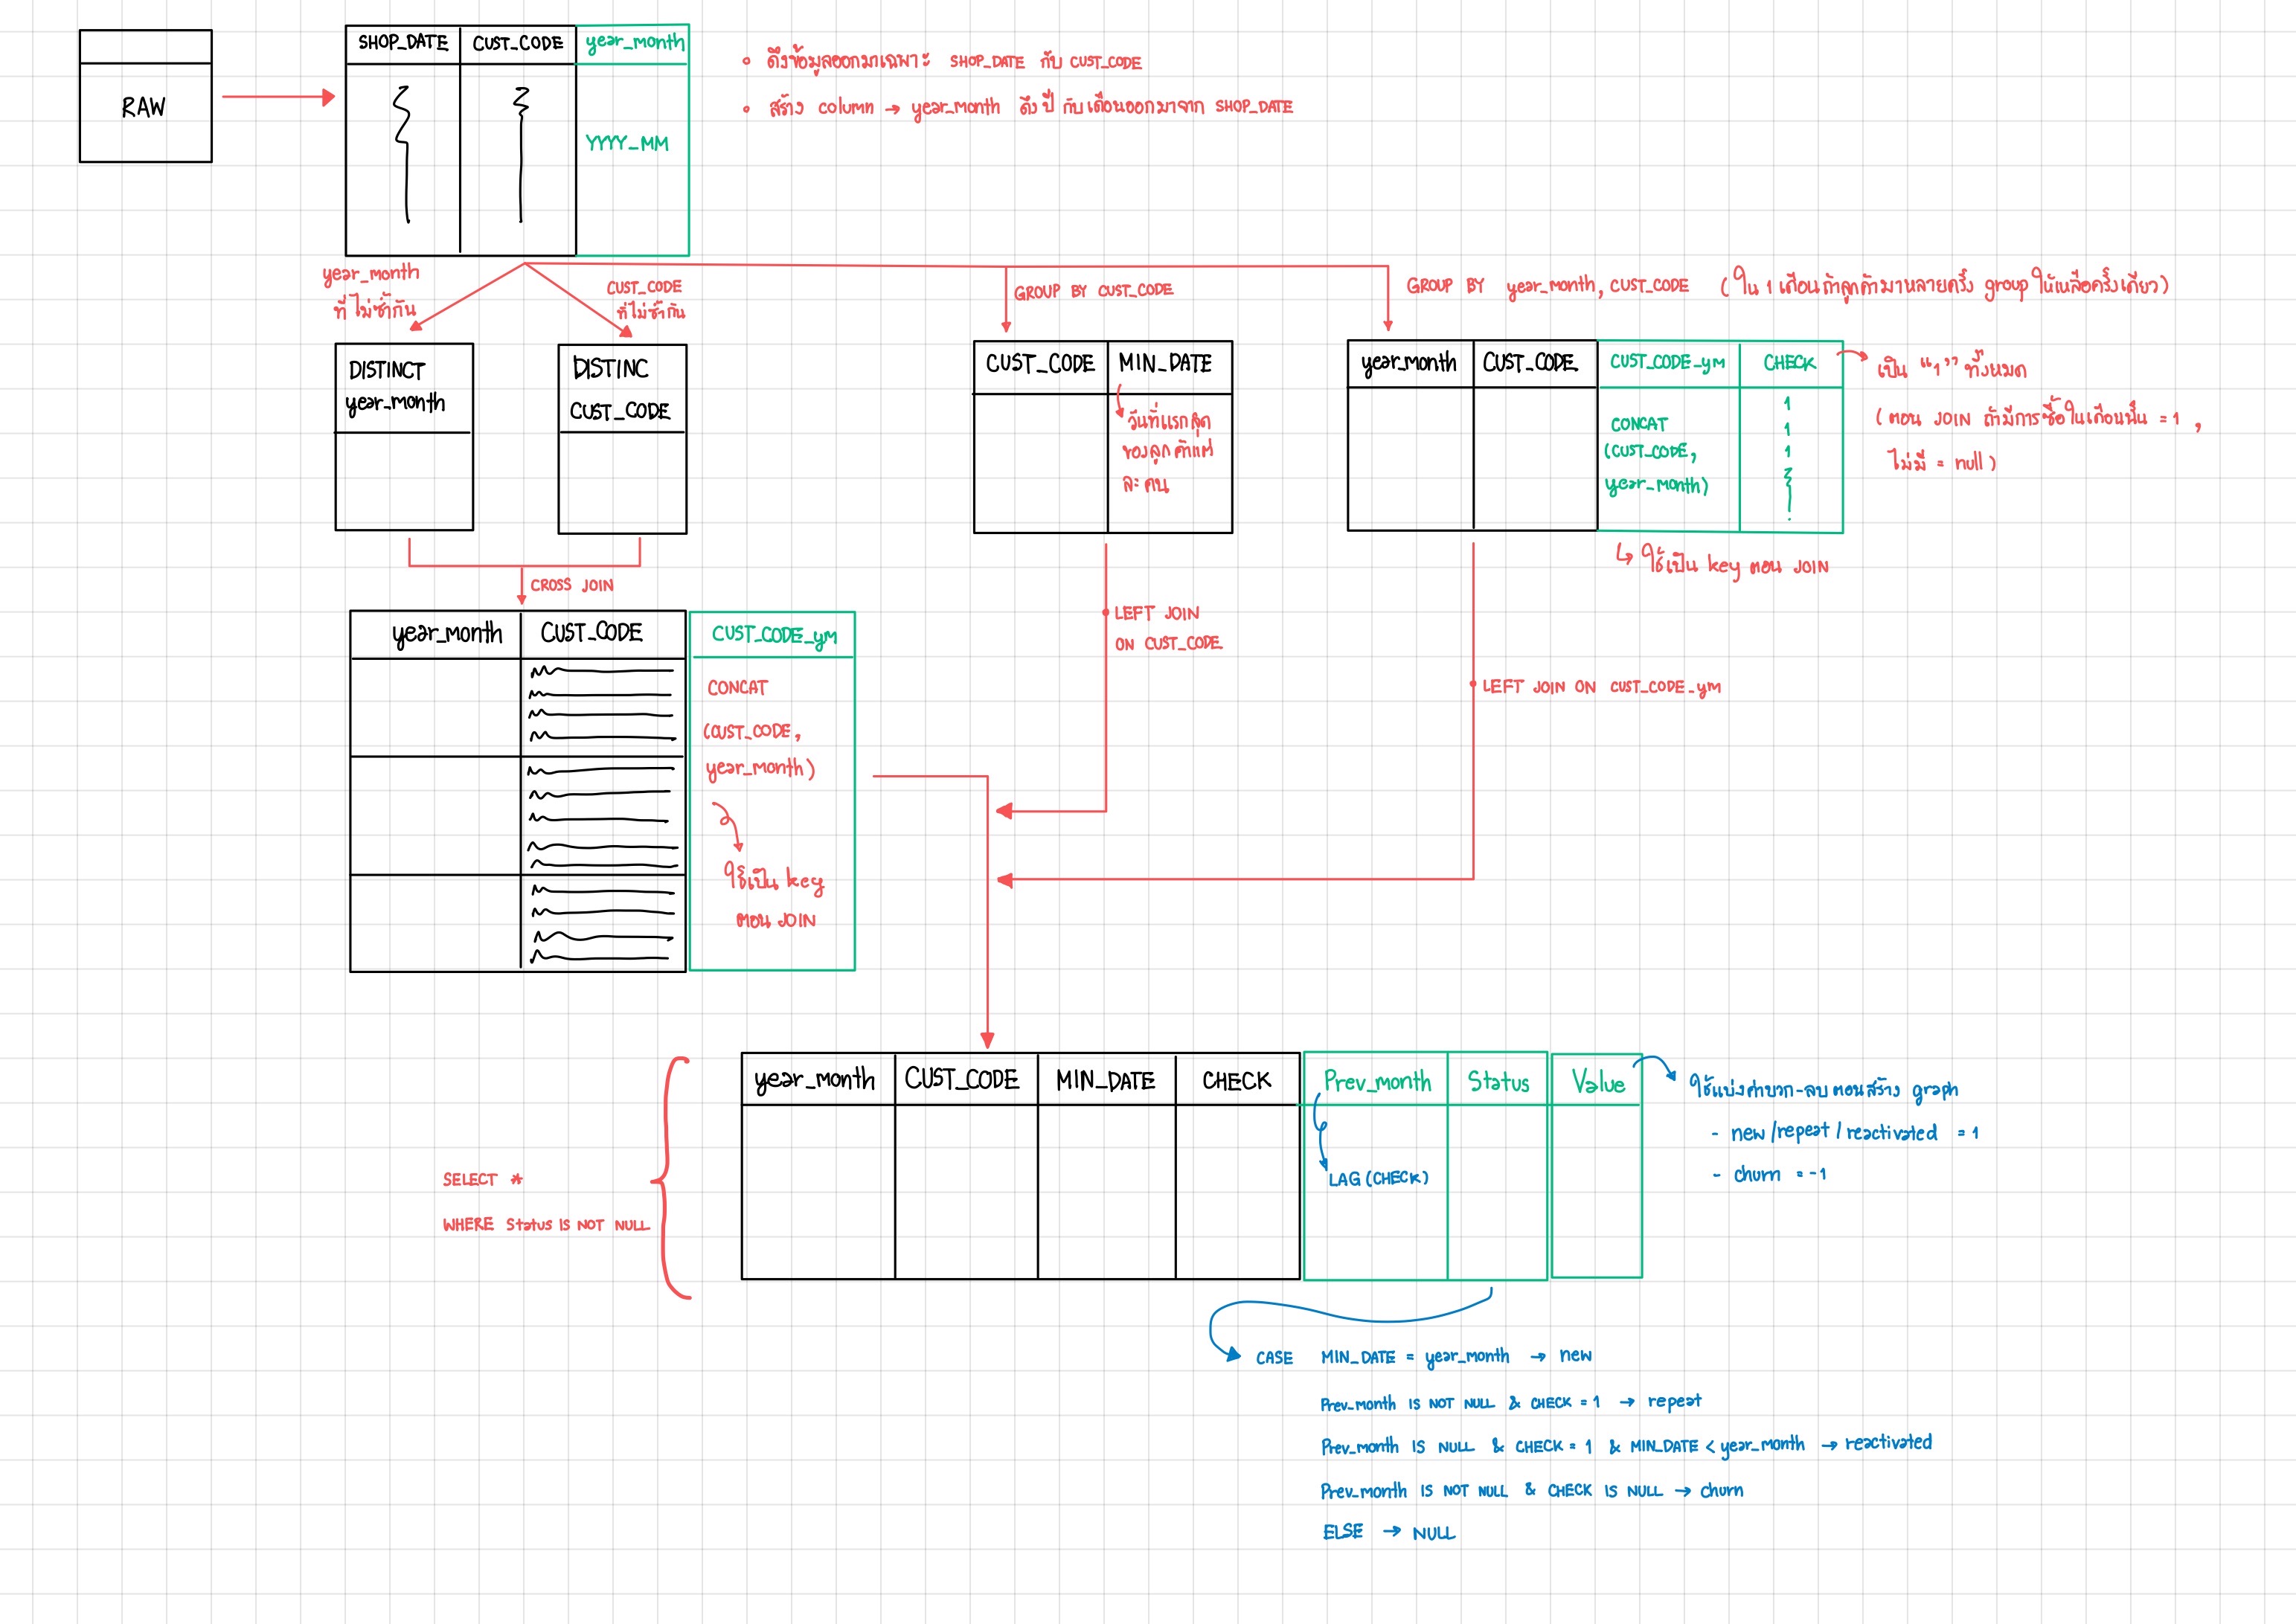 RAW
SHOP_DATE CUST_CODE year_month
YYYY_MM
• ดึงข้อมูลออกมาเฉพาะ SHOP_DATE กับ CUST_CODE
• สร้าง column → year_month ดึงปี กับเดือนออกมาจาก SHOP_DATE
year_month
ที่ไม่ซ้ำกัน
CUST_CODE
ที่ไม่ซ้ำกัน
GROUP BY CUST_CODE
GROUP BY year_month, CUST_CODE (ใน 1 เดือนถ้าลูกค้ามาหลายครั้ง group ให้เหลือครั้งเดียว)
DISTINCT
year_month
DISTINC
CUST_CODE
CUST_CODE MIN_DATE
วันที่แรกสุด
ของลูกค้าแต่
ละคน
year_month CUST_CODE CUST_CODE_ym CHECK
CONCAT
(CUST_CODE,
year_month)
1
1
1
เป็น "1" ทั้งหมด
(ตอน JOIN ถ้ามีการซื้อในเดือนนั้น = 1,
ไม่มี = null)
↳ ใช้เป็น key ตอน JOIN
CROSS JOIN
LEFT JOIN
ON CUST_CODE
LEFT JOIN ON CUST_CODE_ym
year_month CUST_CODE CUST_CODE_ym
CONCAT
(CUST_CODE,
year_month)
ใช้เป็น key
ตอน JOIN
year_month CUST_CODE MIN_DATE CHECK Prev_month Status Value
LAG(CHECK)
ใช้แบ่งค่าบวก-ลบ ตอนสร้าง graph
- new/repeat/reactivated = 1
- churn = -1
SELECT *
WHERE Status IS NOT NULL
CASE MIN_DATE = year_month → new
Prev_month IS NOT NULL & CHECK = 1 → repeat
Prev_month IS NULL & CHECK = 1 & MIN_DATE < year_month → reactivated
Prev_month IS NOT NULL & CHECK IS NULL → churn
ELSE → NULL